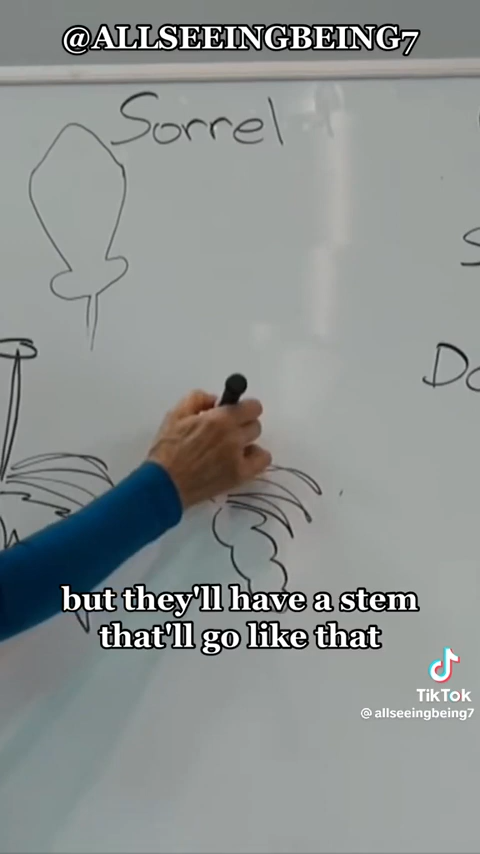 @ALLSEEINGBEING7
Sorrel
but they'll have a stem
that'll go like that
TikTok
@allseeingbeing7